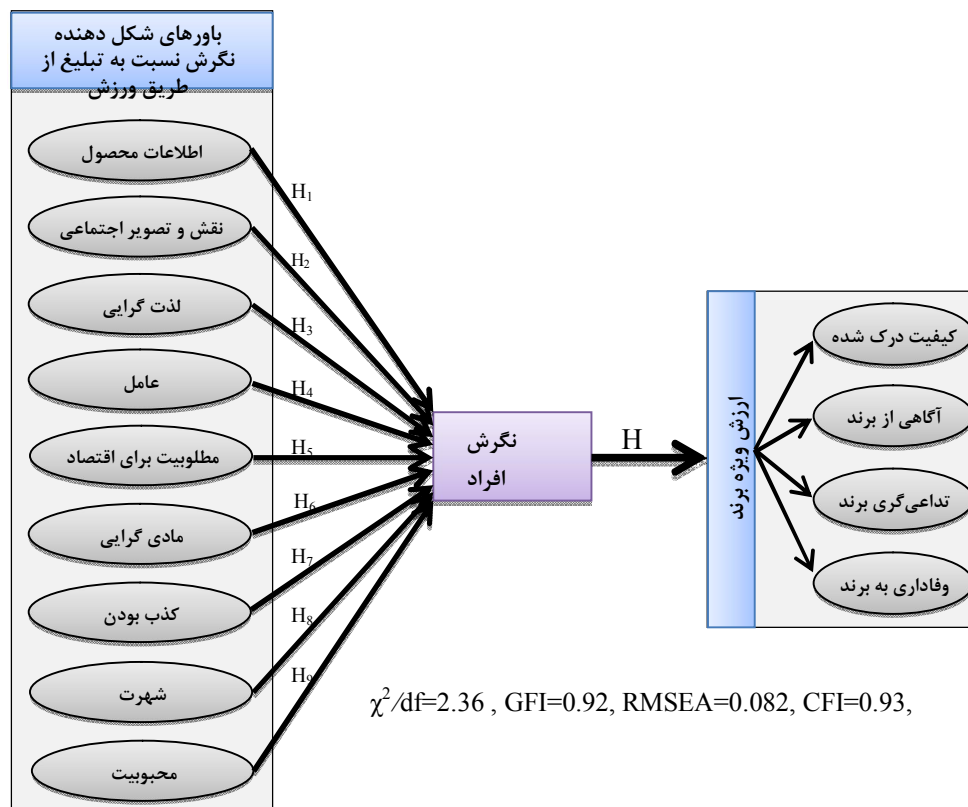 باورهای شکل دهنده
نگرش نسبت به تبلیغ از
طریق ورزش
اطلاعات محصول
نقش و تصویر اجتماعی
لذت گرایی
عامل
مطلوبیت برای اقتصاد
مادی گرایی
کذب بودن
شهرت
محبوبیت
H₁
H₂
H₃
H₄
H₅
H₆
H₇
H₈
H₉
نگرش
افراد
H
ارزش ویژه برند
کیفیت درک شده
آگاهی از برند
تداعی‌گری برند
وفاداری به برند
χ²/df=2.36 , GFI=0.92, RMSEA=0.082, CFI=0.93,